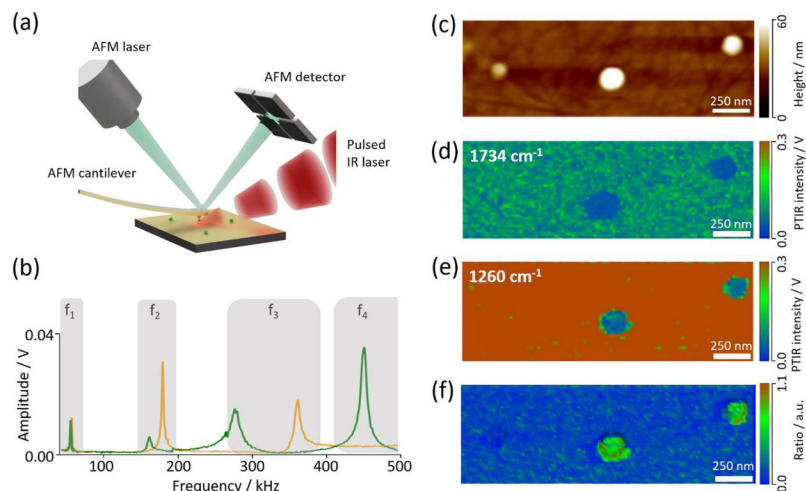 (a)
AFM laser
AFM detector
Pulsed
IR laser
AFM cantilever
(b)
f₁
f₂
f₃
f₄
0.04
0.00
Amplitude / V
100
200
300
400
500
Frequency / kHz
(c)
250 nm
60
0
Height / nm
(d)
1734 cm⁻¹
250 nm
0.3
0.0
PTIR intensity / V
(e)
1260 cm⁻¹
250 nm
0.3
0.0
PTIR intensity / V
(f)
250 nm
1.1
0.0
Ratio / a.u.